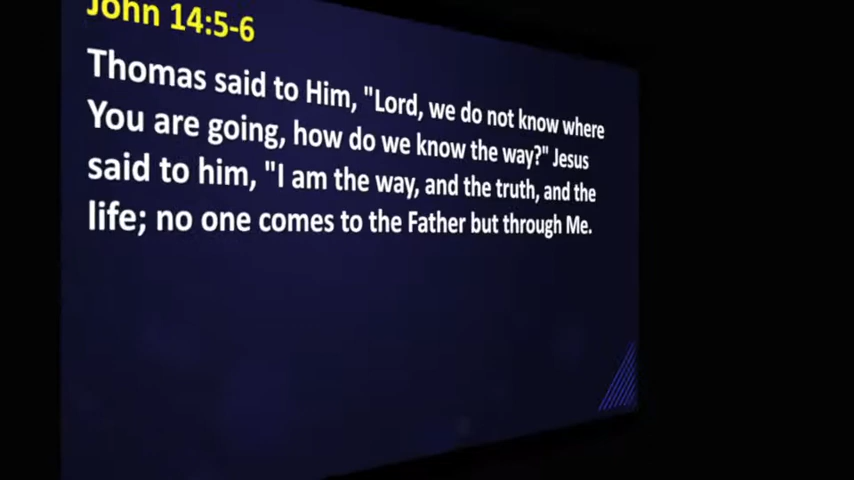 John 14:5-6
Thomas said to Him, "Lord, we do not know where
You are going, how do we know the way?" Jesus
said to him, "I am the way, and the truth, and the
life; no one comes to the Father but through Me.